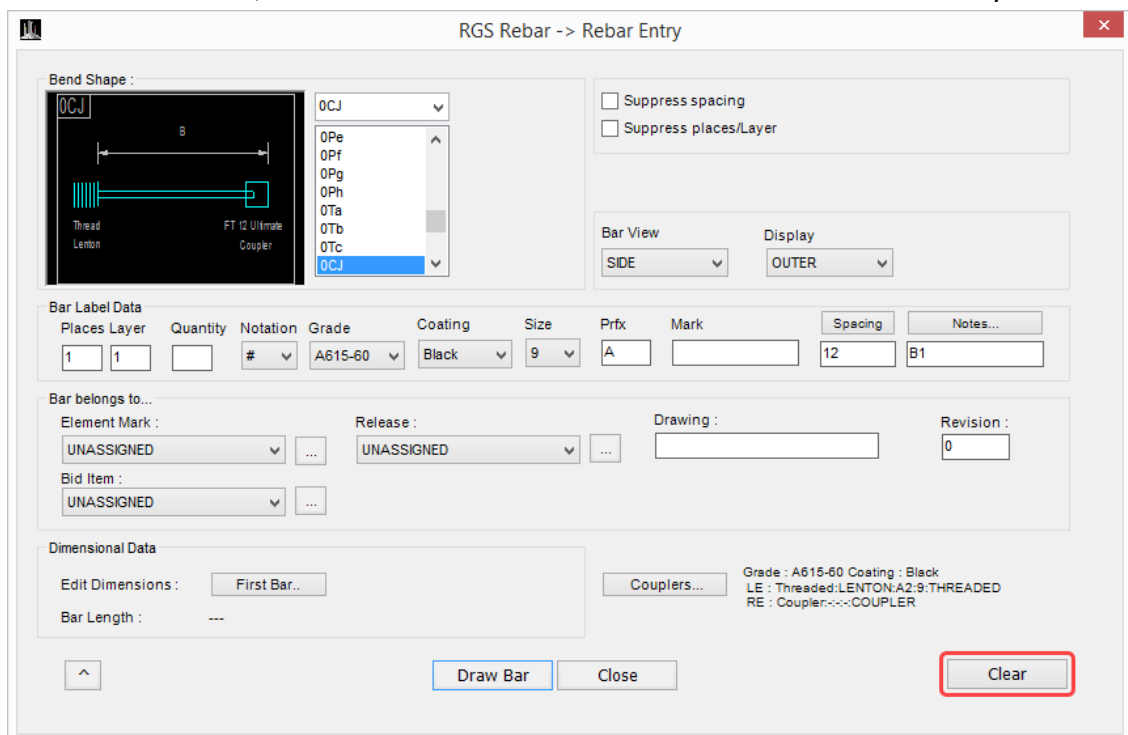 RGS Rebar -> Rebar Entry
Bend Shape :
0CJ
B
Thread
Lenton
FT 12 Ultimate
Coupler
0CJ
0Pe
0Pf
0Pg
0Ph
0Ta
0Tb
0Tc
0CJ
Suppress spacing
Suppress places/Layer
Bar View Display
SIDE OUTER
Bar Label Data
Places Layer Quantity Notation Grade Coating Size Prfx Mark Spacing Notes...
1 1 # A615-60 Black 9 A 12 B1
Bar belongs to...
Element Mark : Release : Drawing : Revision :
UNASSIGNED ... UNASSIGNED ... 0
Bid Item :
UNASSIGNED ...
Dimensional Data
Edit Dimensions : First Bar..
Bar Length : ---
Couplers...
Grade : A615-60 Coating : Black
LE : Threaded:LENTON:A2:9:THREADED
RE : Coupler:-:-:-:COUPLER
^ Draw Bar Close Clear